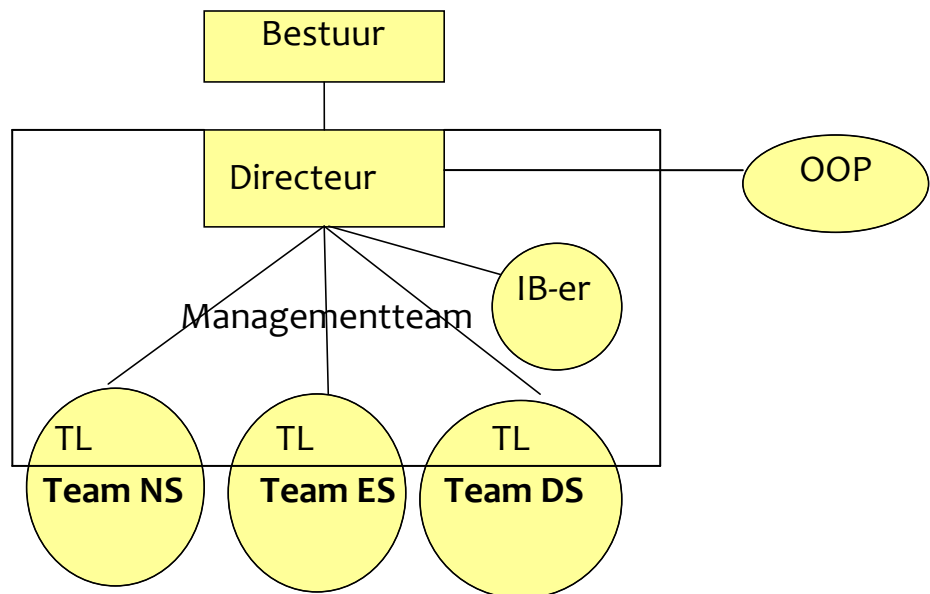 Bestuur
Directeur
OOP
IB-er
Managementteam
TL
TL
TL
Team NS
Team ES
Team DS